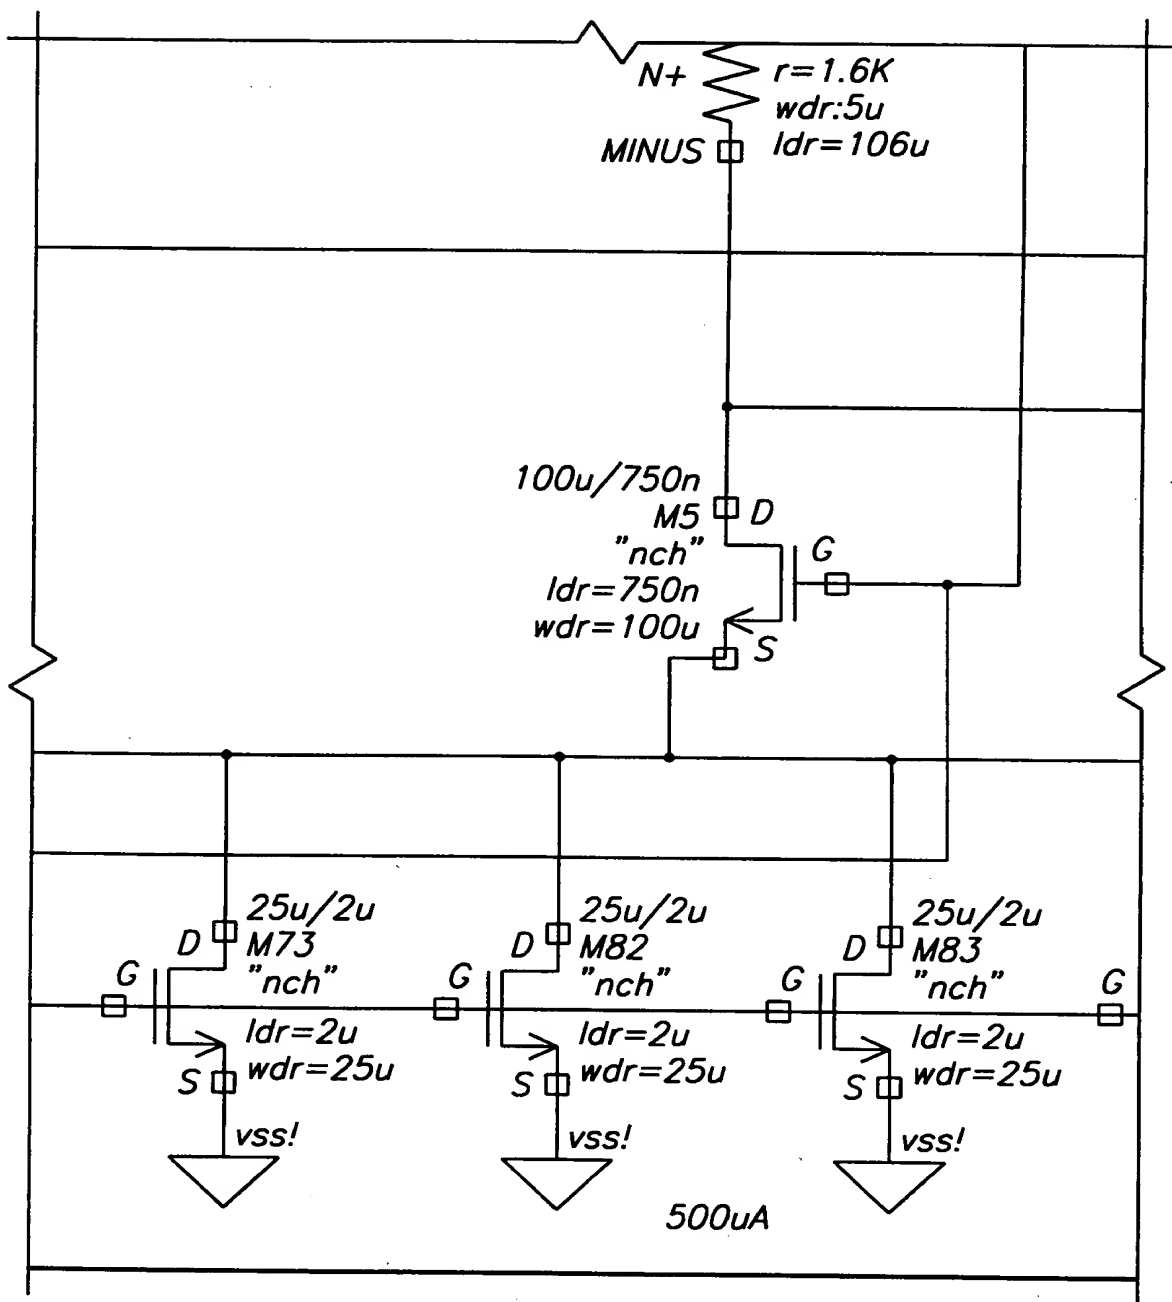 N+
r=1.6K
wdr:5u
ldr=106u
MINUS
100u/750n
M5
"nch"
ldr=750n
wdr=100u
D
G
S
25u/2u
M73
"nch"
ldr=2u
wdr=25u
D
G
S
vss!
25u/2u
M82
"nch"
ldr=2u
wdr=25u
D
G
S
vss!
25u/2u
M83
"nch"
ldr=2u
wdr=25u
D
G
S
vss!
G
500uA